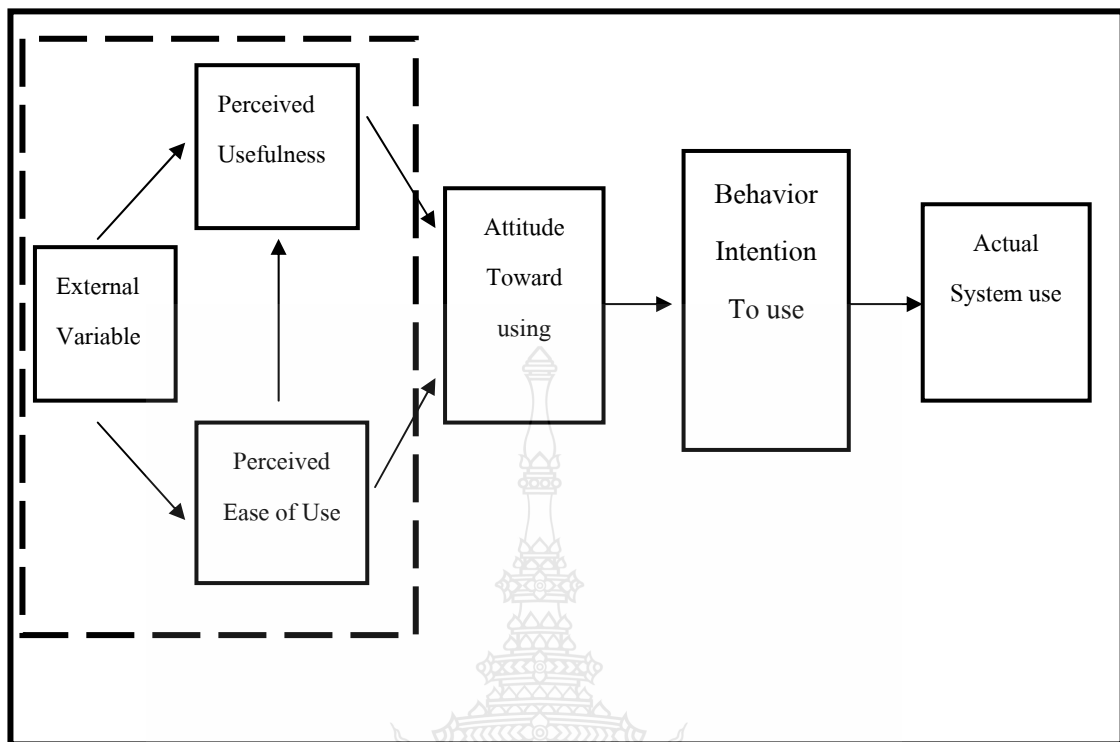 Perceived
Usefulness
External
Variable
Perceived
Ease of Use
Attitude
Toward
using
Behavior
Intention
To use
Actual
System use